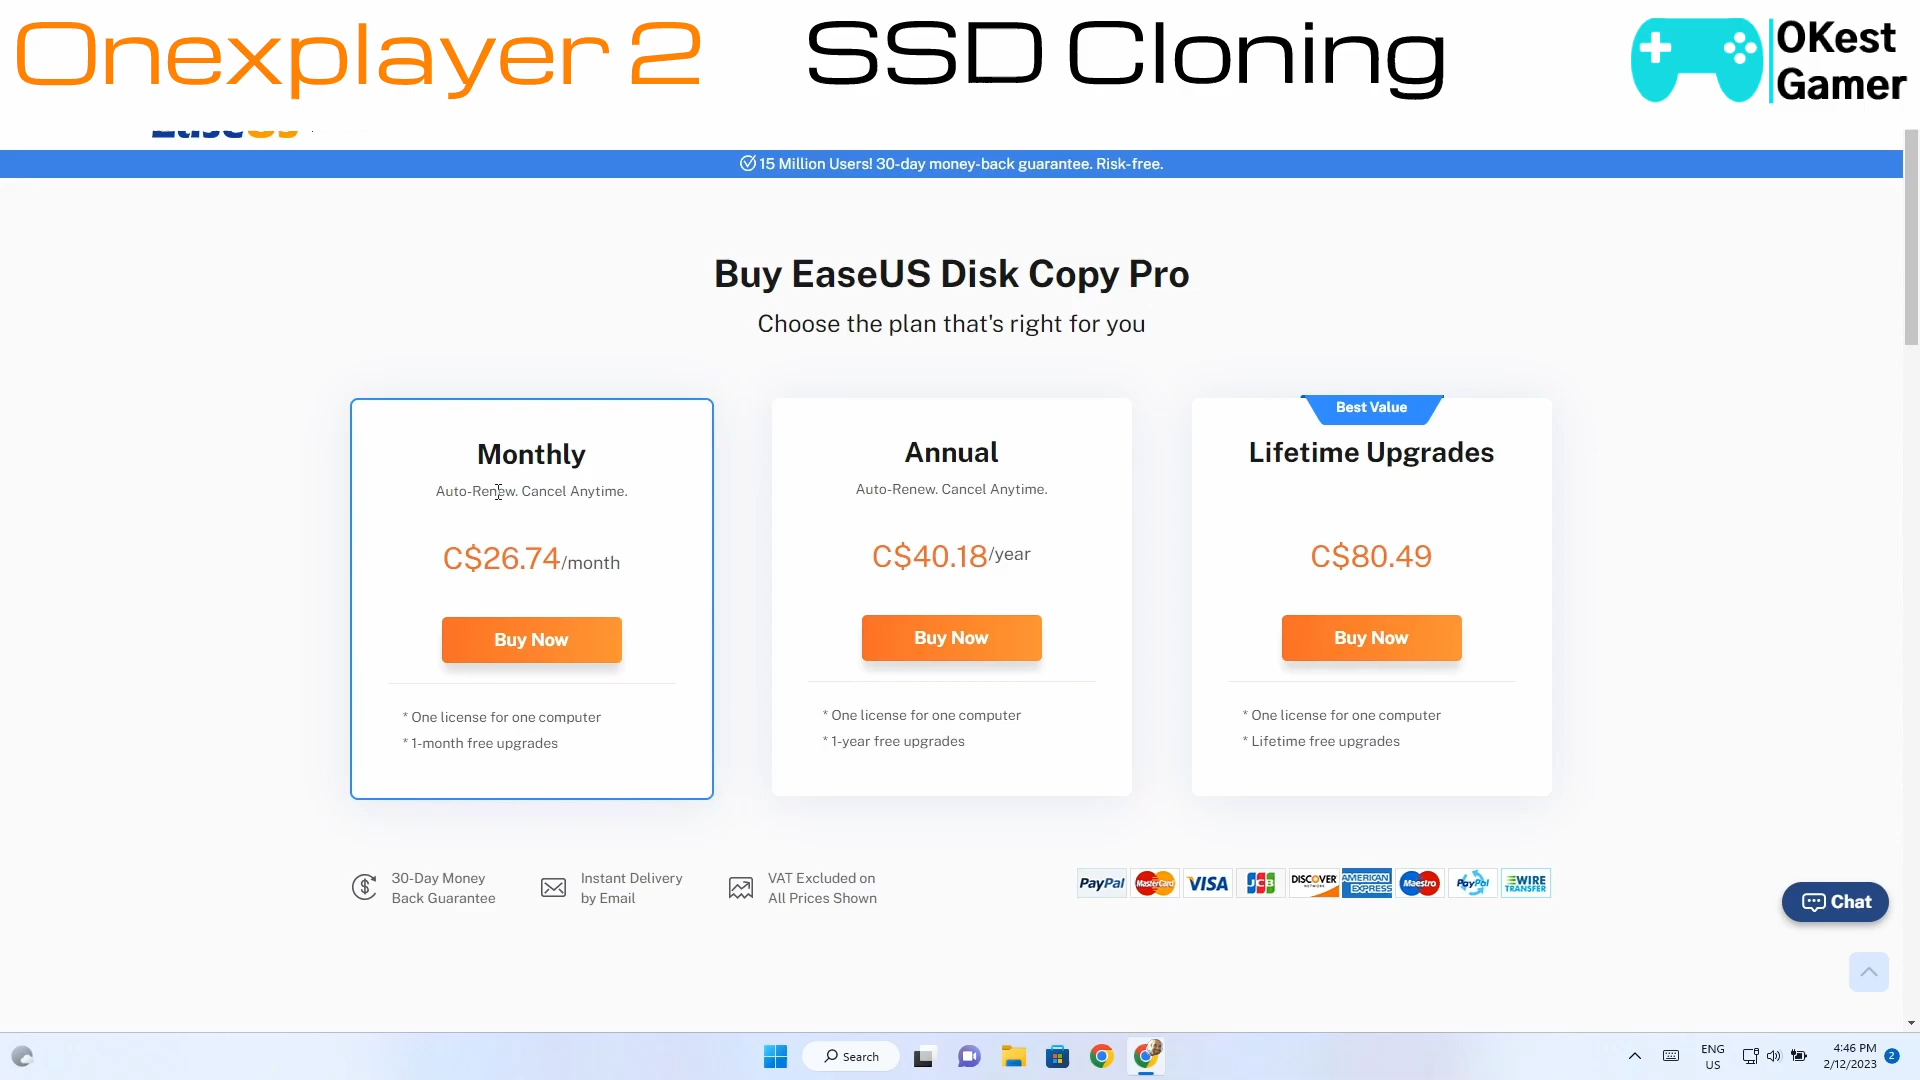 Onexplayer 2 SSD Cloning
OKest
Gamer
EaseUS
15 Million Users! 30-day money-back guarantee. Risk-free.
Buy EaseUS Disk Copy Pro
Choose the plan that's right for you
Monthly
Auto-Renew. Cancel Anytime.
C$26.74/month
Buy Now
* One license for one computer
* 1-month free upgrades
Annual
Auto-Renew. Cancel Anytime.
C$40.18/year
Buy Now
* One license for one computer
* 1-year free upgrades
Best Value
Lifetime Upgrades
C$80.49
Buy Now
* One license for one computer
* Lifetime free upgrades
30-Day Money
Back Guarantee
Instant Delivery
by Email
VAT Excluded on
All Prices Shown
PayPal MasterCard VISA JCB DISCOVER NETWORK AMERICAN EXPRESS Maestro PayPal WIRE TRANSFER
Chat
Search
ENG
US
4:46 PM
2/12/2023
2